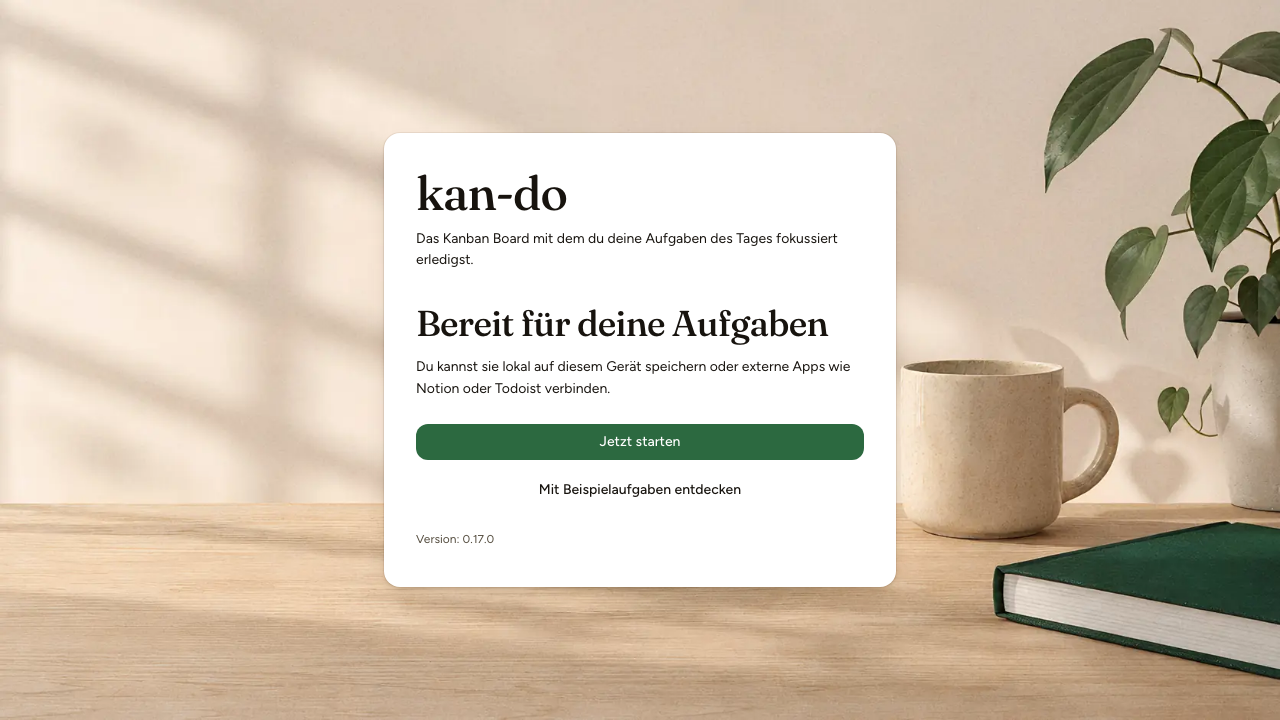 kan-do
Das Kanban Board mit dem du deine Aufgaben des Tages fokussiert
erledigst.
Bereit für deine Aufgaben
Du kannst sie lokal auf diesem Gerät speichern oder externe Apps wie
Notion oder Todoist verbinden.
Jetzt starten
Mit Beispielaufgaben entdecken
Version: 0.17.0